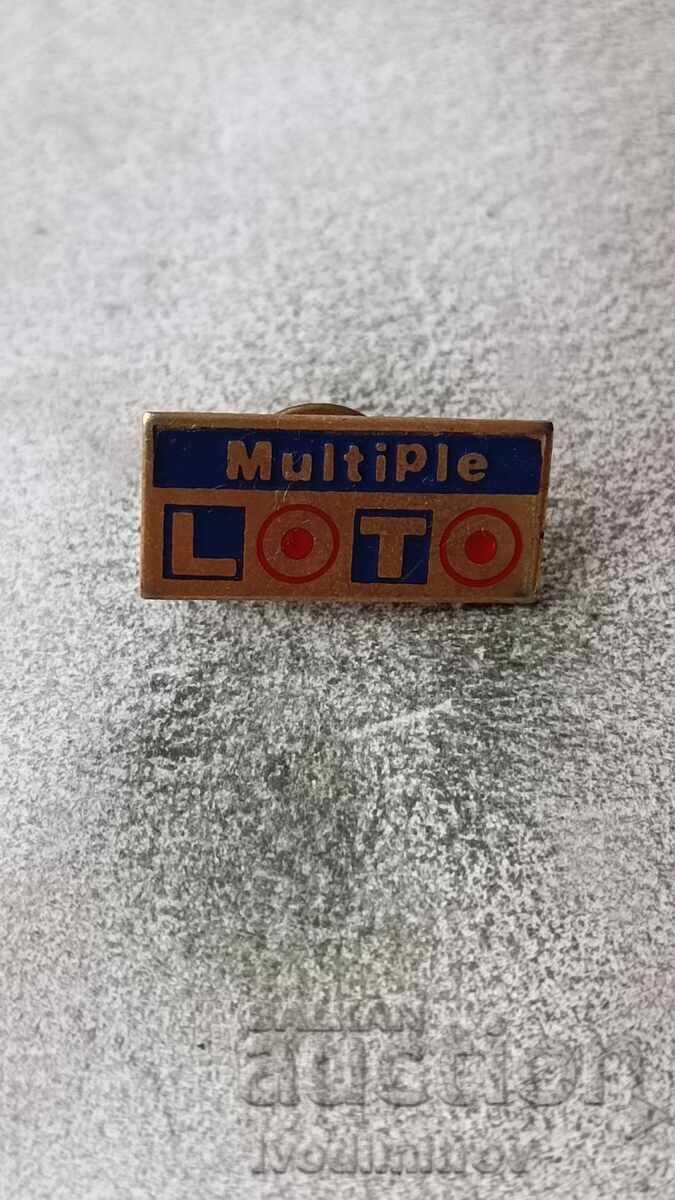 MultiPle
LOTO
BALKAN
auction
ivodimitrov